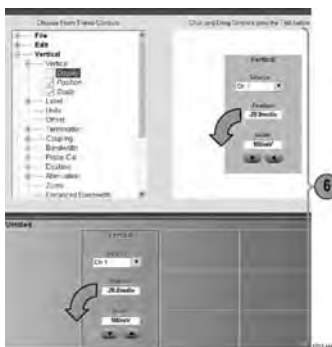 Choose From These Controls
Click and Drag Controls onto the Tab below
File
Edit
Vertical
Vertical
Display
Position
Scale
Label
Units
Offset
Termination
Coupling
Bandwidth
Probe Cal
Deskew
Attenuation
Zoom
Enhanced Bandwidth
Vertical
Source
Ch 1
Position
Scale
100mV
6
Untitled
Vertical
Ch 1
Position
Scale
100mV